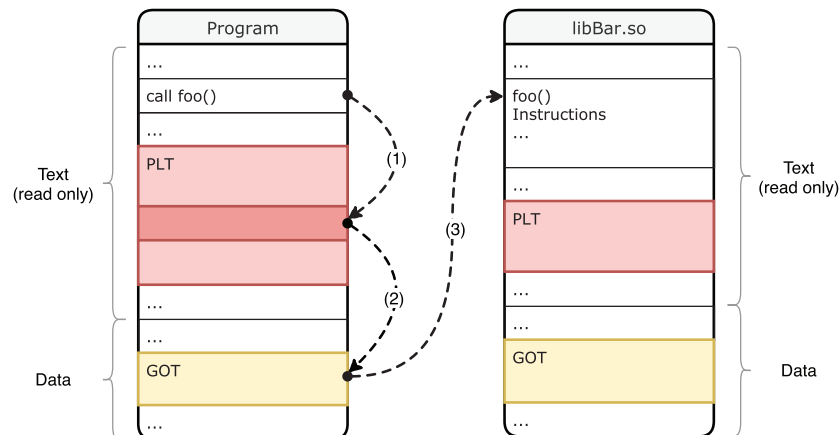 Program
...
call foo()
...
PLT
...
...
GOT
...
Text
(read only)
Data
(1)
(2)
(3)
libBar.so
...
foo()
Instructions
...
...
PLT
...
...
GOT
...
Text
(read only)
Data